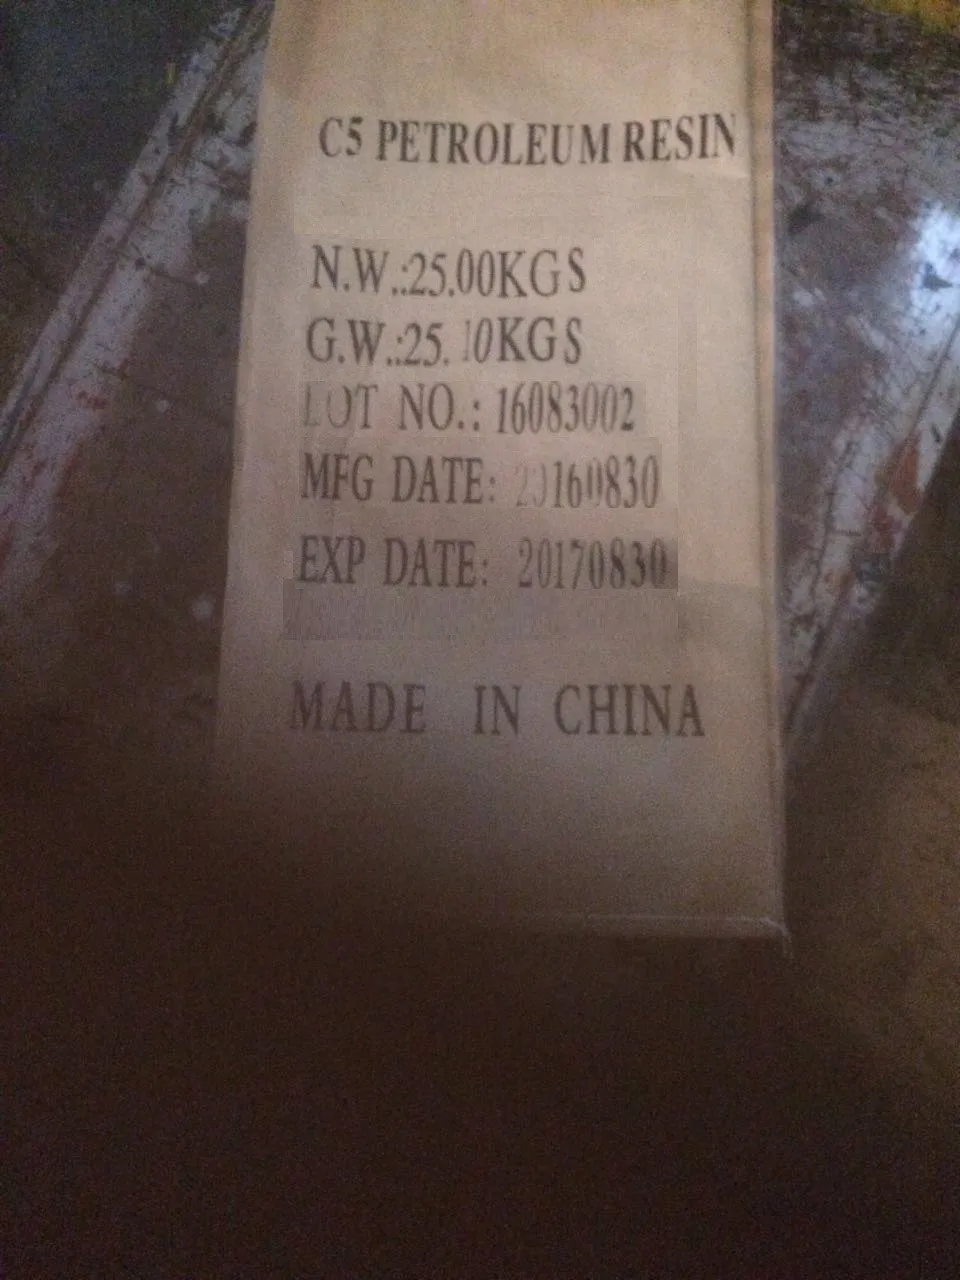 C5 PETROLEUM RESIN
N.W.:25.00KGS
G.W.:25.10KGS
LOT NO.: 16083002
MFG DATE: 20160830
EXP DATE: 20170830
MADE IN CHINA